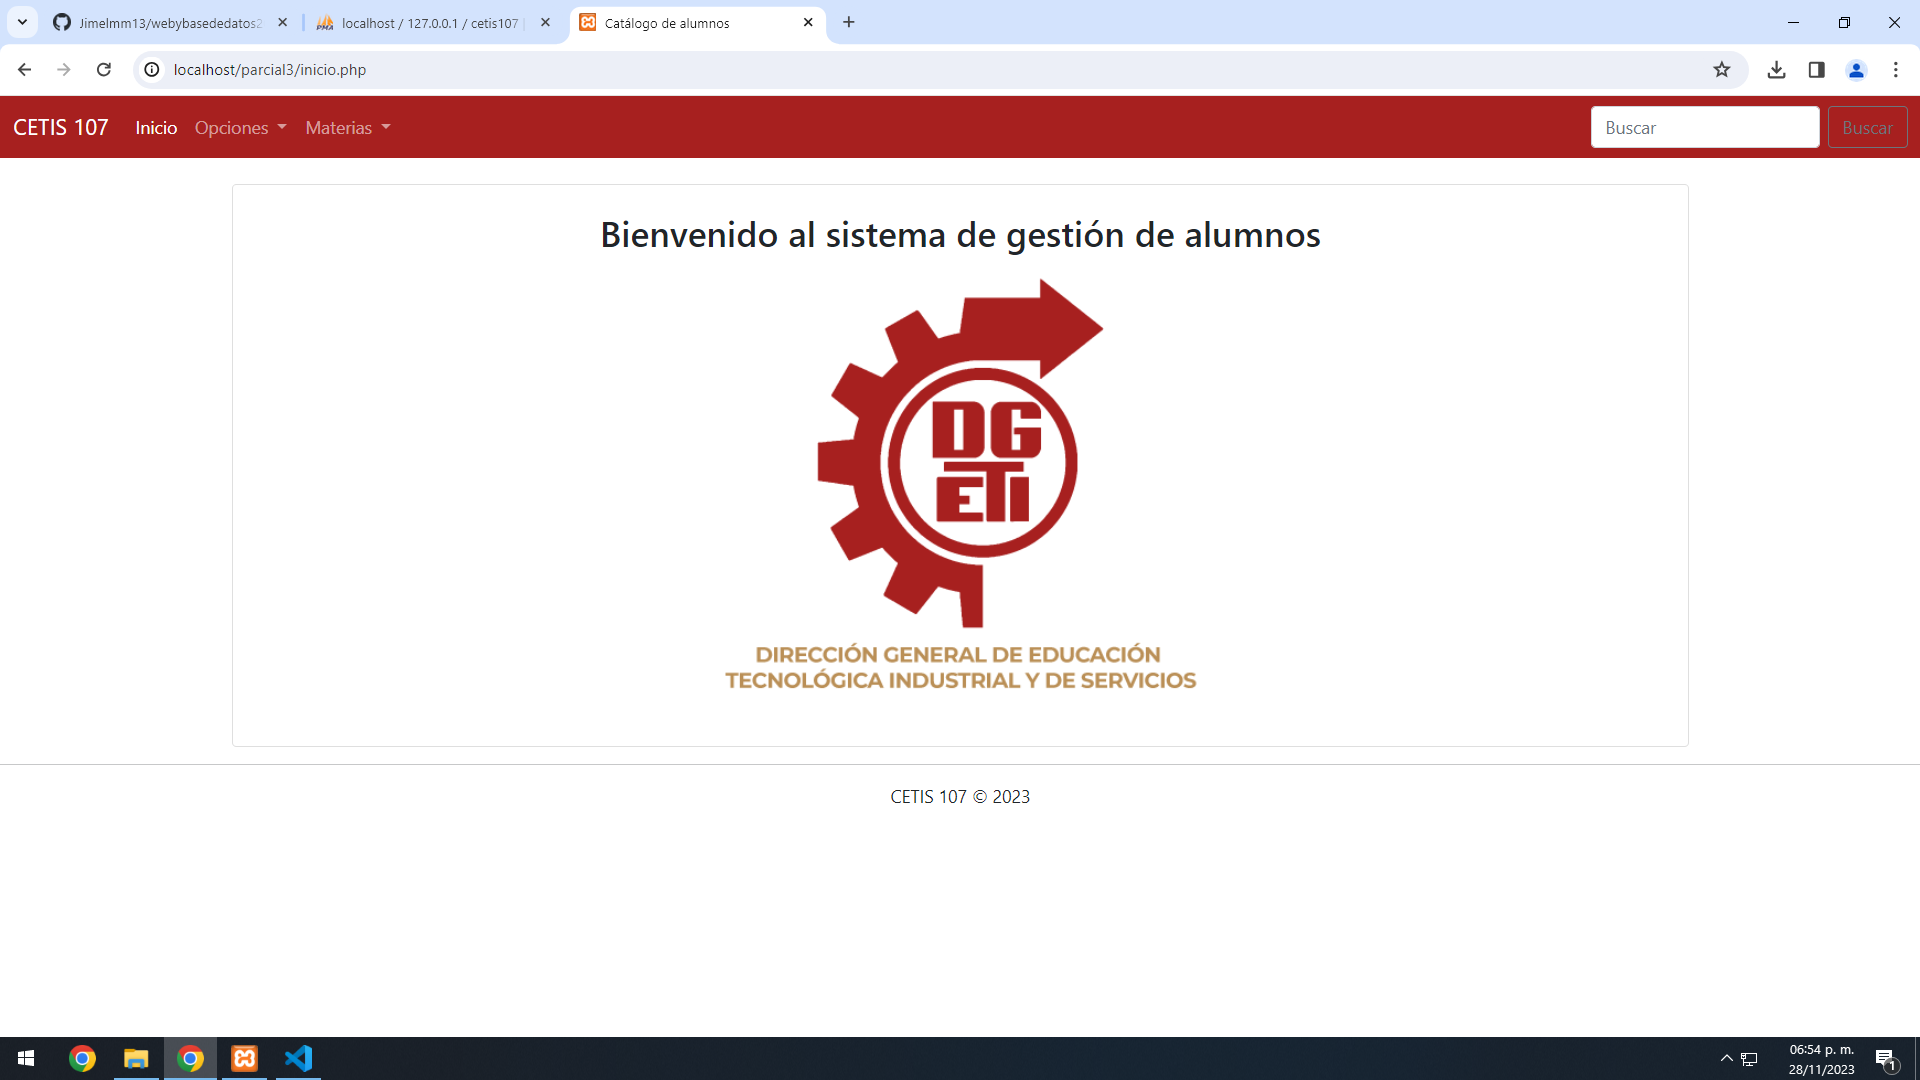 Jimelmm13/webybasededatos2
localhost / 127.0.0.1 / cetis107 |
Catálogo de alumnos
localhost/parcial3/inicio.php
CETIS 107
Inicio
Opciones
Materias
Buscar
Buscar
Bienvenido al sistema de gestión de alumnos
DG
ETI
DIRECCIÓN GENERAL DE EDUCACIÓN
TECNOLÓGICA INDUSTRIAL Y DE SERVICIOS
CETIS 107 © 2023
06:54 p. m.
28/11/2023
1